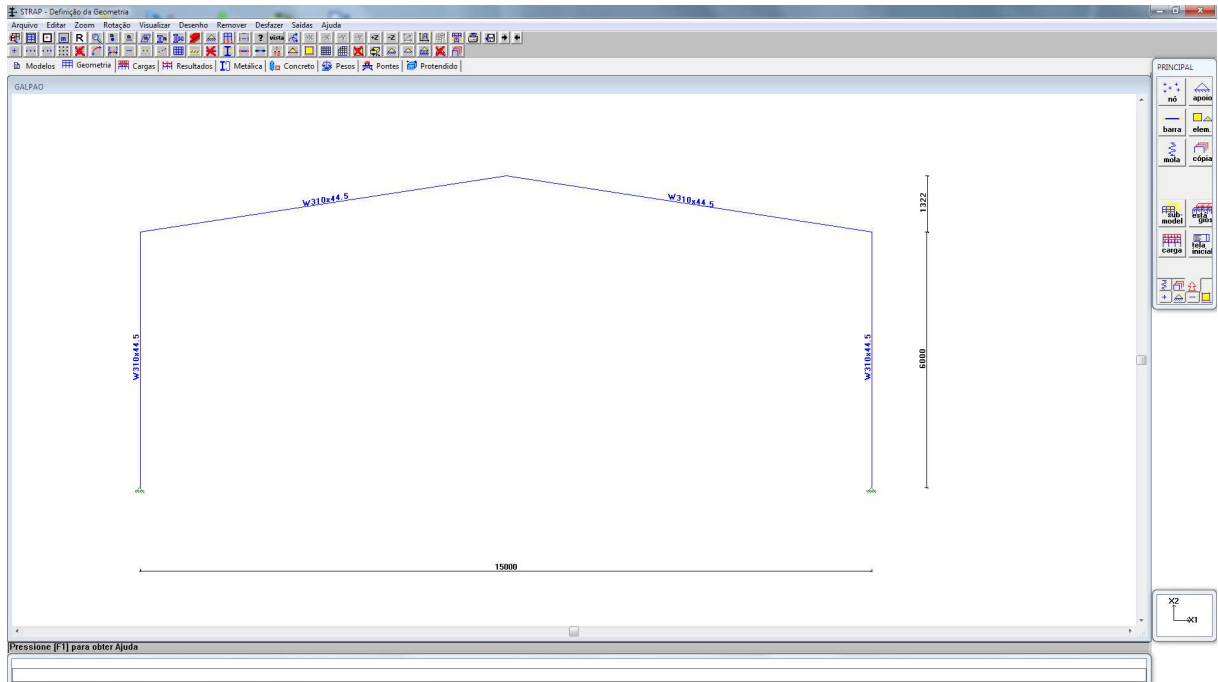 STRAP - Definição da Geometria
Arquivo Editar Zoom Rotação Visualizar Desenho Remover Desfazer Saídas Ajuda
R ? vista
Modelos Geometria Cargas Resultados Metálica Concreto Pesos Pontes Protendido
GALPAO
PRINCIPAL
nó apoio
barra elem.
mola cópia
sub-model está gios
carga tela inicial
W310x44.5
W310x44.5
1322
W310x44.5
W310x44.5
6000
15000
X2
X1
Pressione [F1] para obter Ajuda